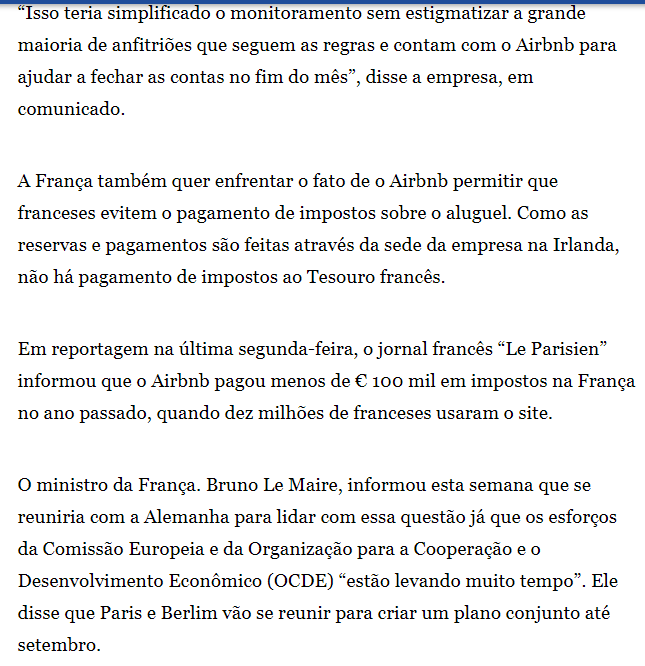 “Isso teria simplificado o monitoramento sem estigmatizar a grande
maioria de anfitriões que seguem as regras e contam com o Airbnb para
ajudar a fechar as contas no fim do mês”, disse a empresa, em
comunicado.
A França também quer enfrentar o fato de o Airbnb permitir que
franceses evitem o pagamento de impostos sobre o aluguel. Como as
reservas e pagamentos são feitas através da sede da empresa na Irlanda,
não há pagamento de impostos ao Tesouro francês.
Em reportagem na última segunda-feira, o jornal francês “Le Parisien”
informou que o Airbnb pagou menos de € 100 mil em impostos na França
no ano passado, quando dez milhões de franceses usaram o site.
O ministro da França. Bruno Le Maire, informou esta semana que se
reuniria com a Alemanha para lidar com essa questão já que os esforços
da Comissão Europeia e da Organização para a Cooperação e o
Desenvolvimento Econômico (OCDE) “estão levando muito tempo”. Ele
disse que Paris e Berlim vão se reunir para criar um plano conjunto até
setembro.